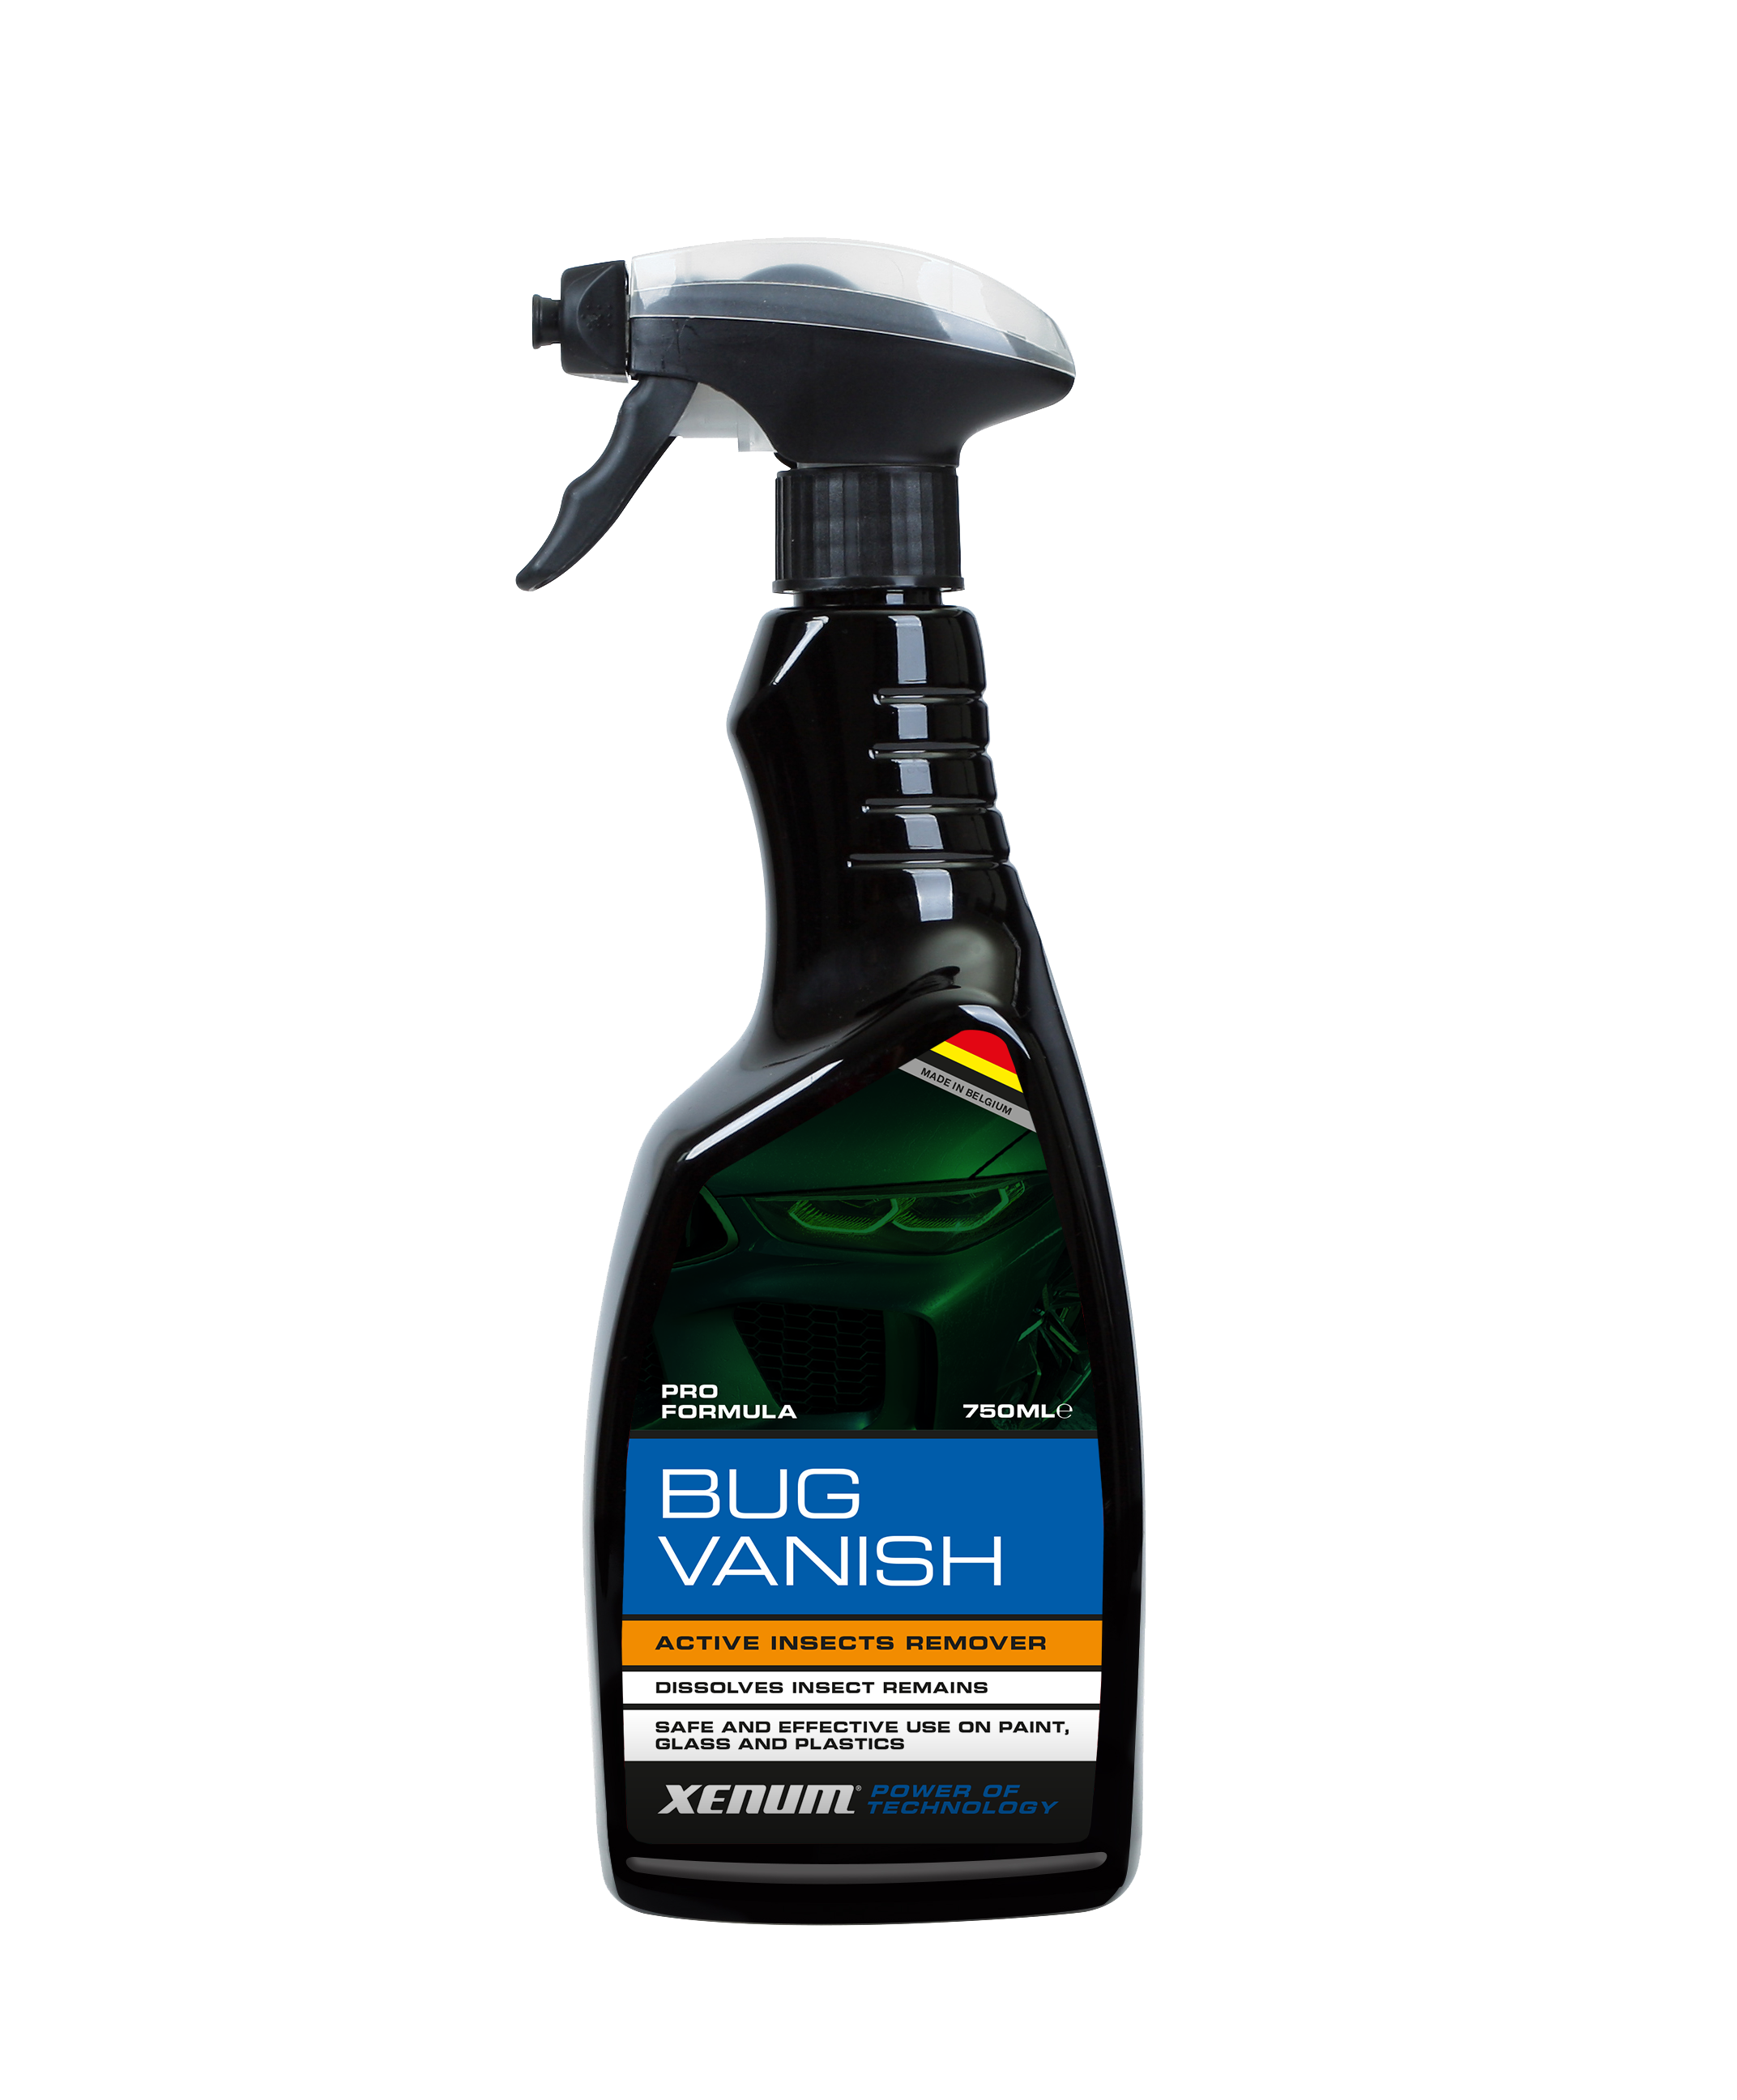 MADE IN BELGIUM
PRO
FORMULA
750ML℮
BUG
VANISH
ACTIVE INSECTS REMOVER
DISSOLVES INSECT REMAINS
SAFE AND EFFECTIVE USE ON PAINT,
GLASS AND PLASTICS
XENUM® POWER OF
TECHNOLOGY